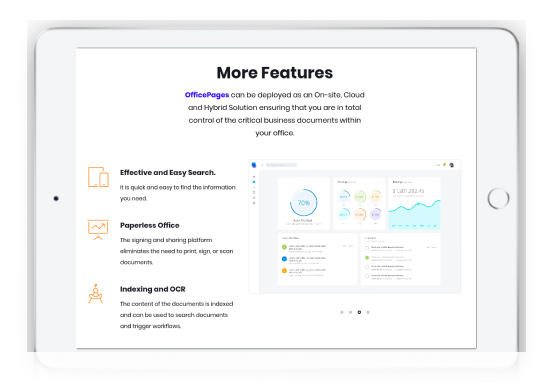 More Features
OfficePages can be deployed as an On-site, Cloud
and Hybrid Solution ensuring that you are in total
control of the critical business documents within
your office.
Effective and Easy Search.
It is quick and easy to find the information
you need.
Paperless Office
The signing and sharing platform
eliminates the need to print, sign, or scan
documents.
Indexing and OCR
The content of the documents is indexed
and can be used to search documents
and trigger workflows.
70%